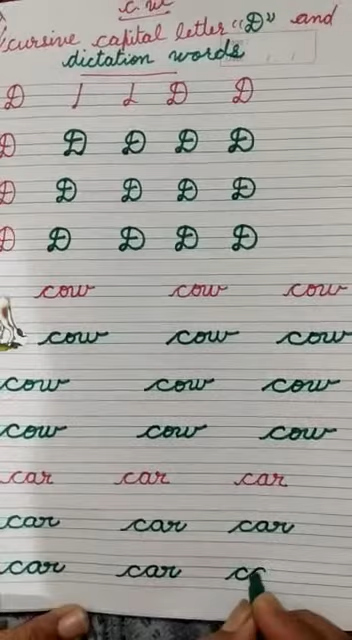 C.W
cursive capital letter "D" and
dictation words
D D D
D D D D D
D D D D D
D D D D D
cow cow cow
cow cow cow
cow cow cow
cow cow cow
car car car
car car car
car car